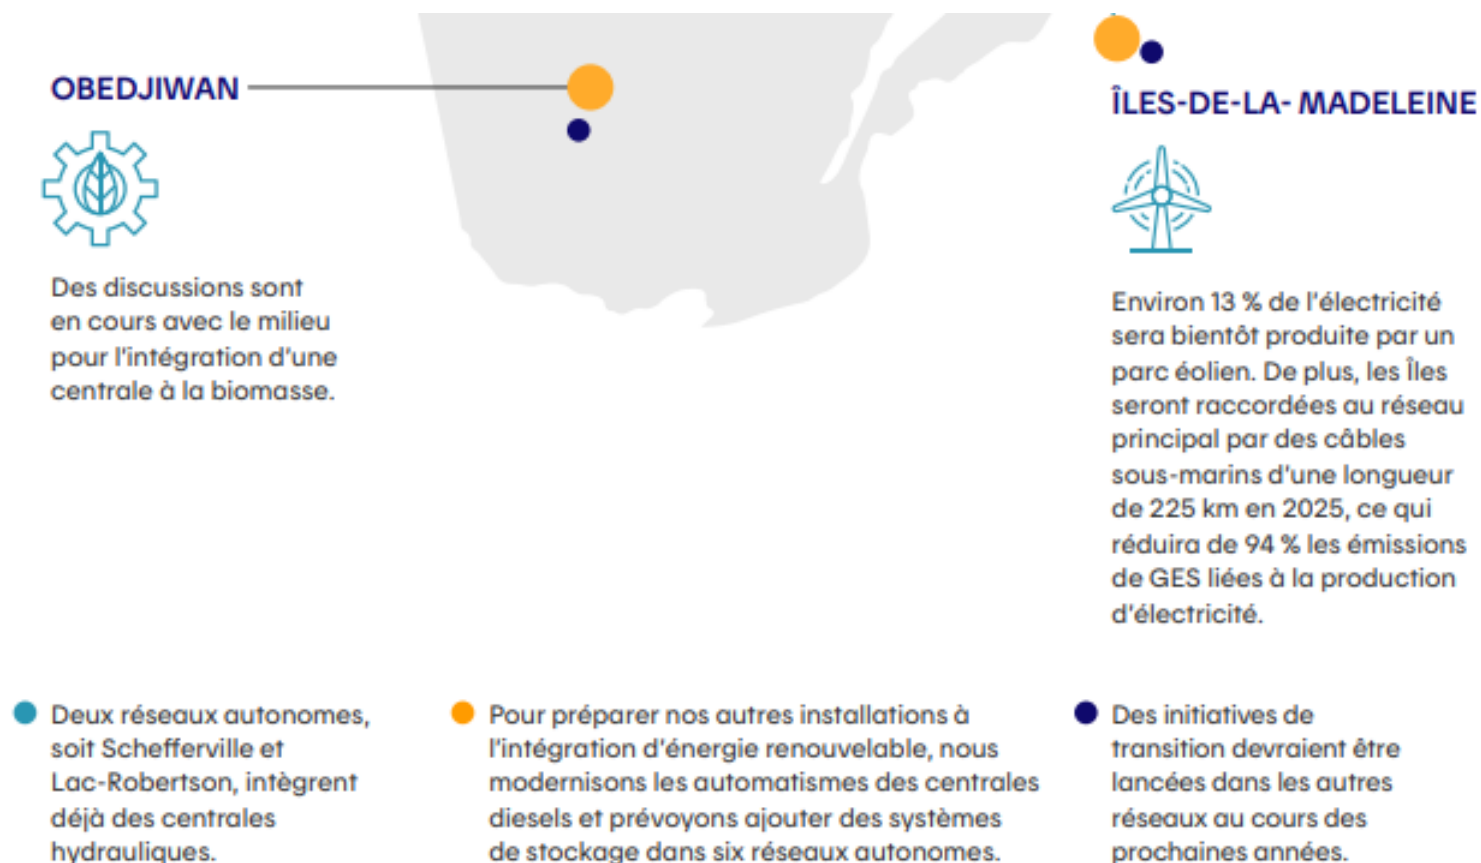 OBEDJIWAN
Des discussions sont
en cours avec le milieu
pour l'intégration d'une
centrale à la biomasse.
ÎLES-DE-LA- MADELEINE
Environ 13 % de l'électricité
sera bientôt produite par un
parc éolien. De plus, les Îles
seront raccordées au réseau
principal par des câbles
sous-marins d'une longueur
de 225 km en 2025, ce qui
réduira de 94 % les émissions
de GES liées à la production
d'électricité.
Deux réseaux autonomes,
soit Schefferville et
Lac-Robertson, intègrent
déjà des centrales
hydrauliques.
Pour préparer nos autres installations à
l'intégration d'énergie renouvelable, nous
modernisons les automatismes des centrales
diesels et prévoyons ajouter des systèmes
de stockage dans six réseaux autonomes.
Des initiatives de
transition devraient être
lancées dans les autres
réseaux au cours des
prochaines années.